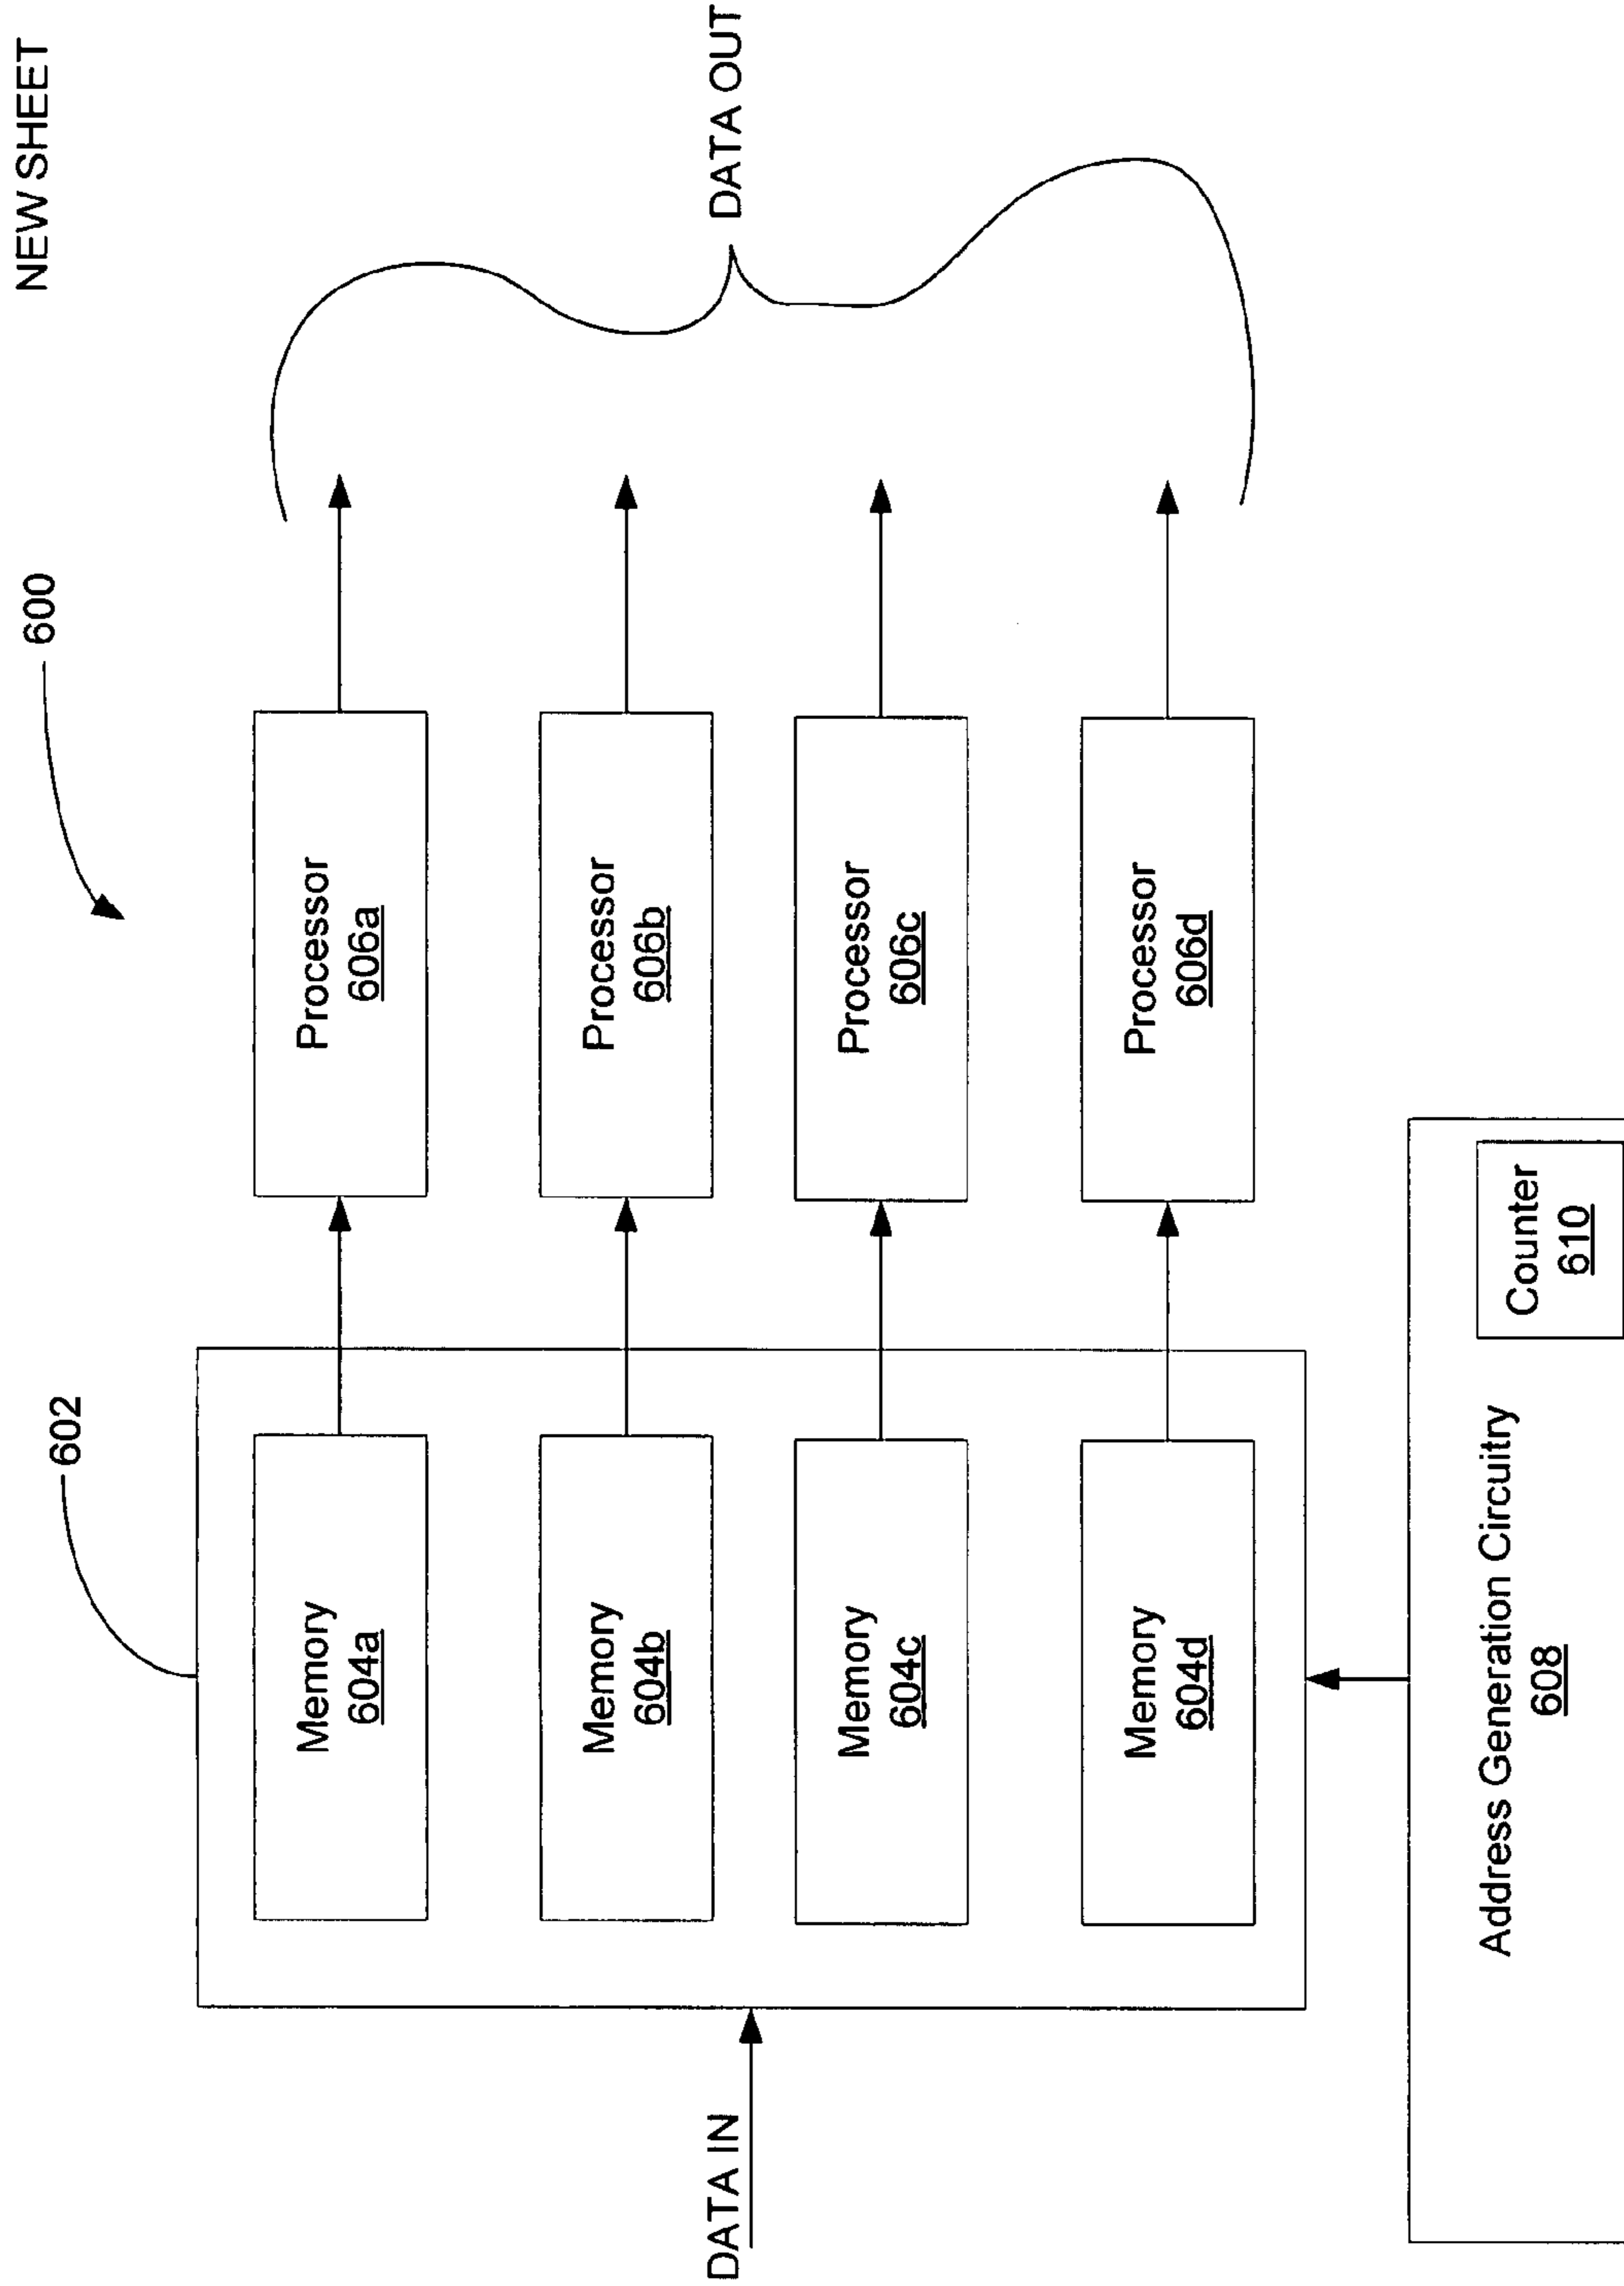 NEW SHEET
600
602
Memory
604a
Processor
606a
Memory
604b
Processor
606b
Memory
604c
Processor
606c
Memory
604d
Processor
606d
DATA IN
DATA OUT
Address Generation Circuitry
608
Counter
610